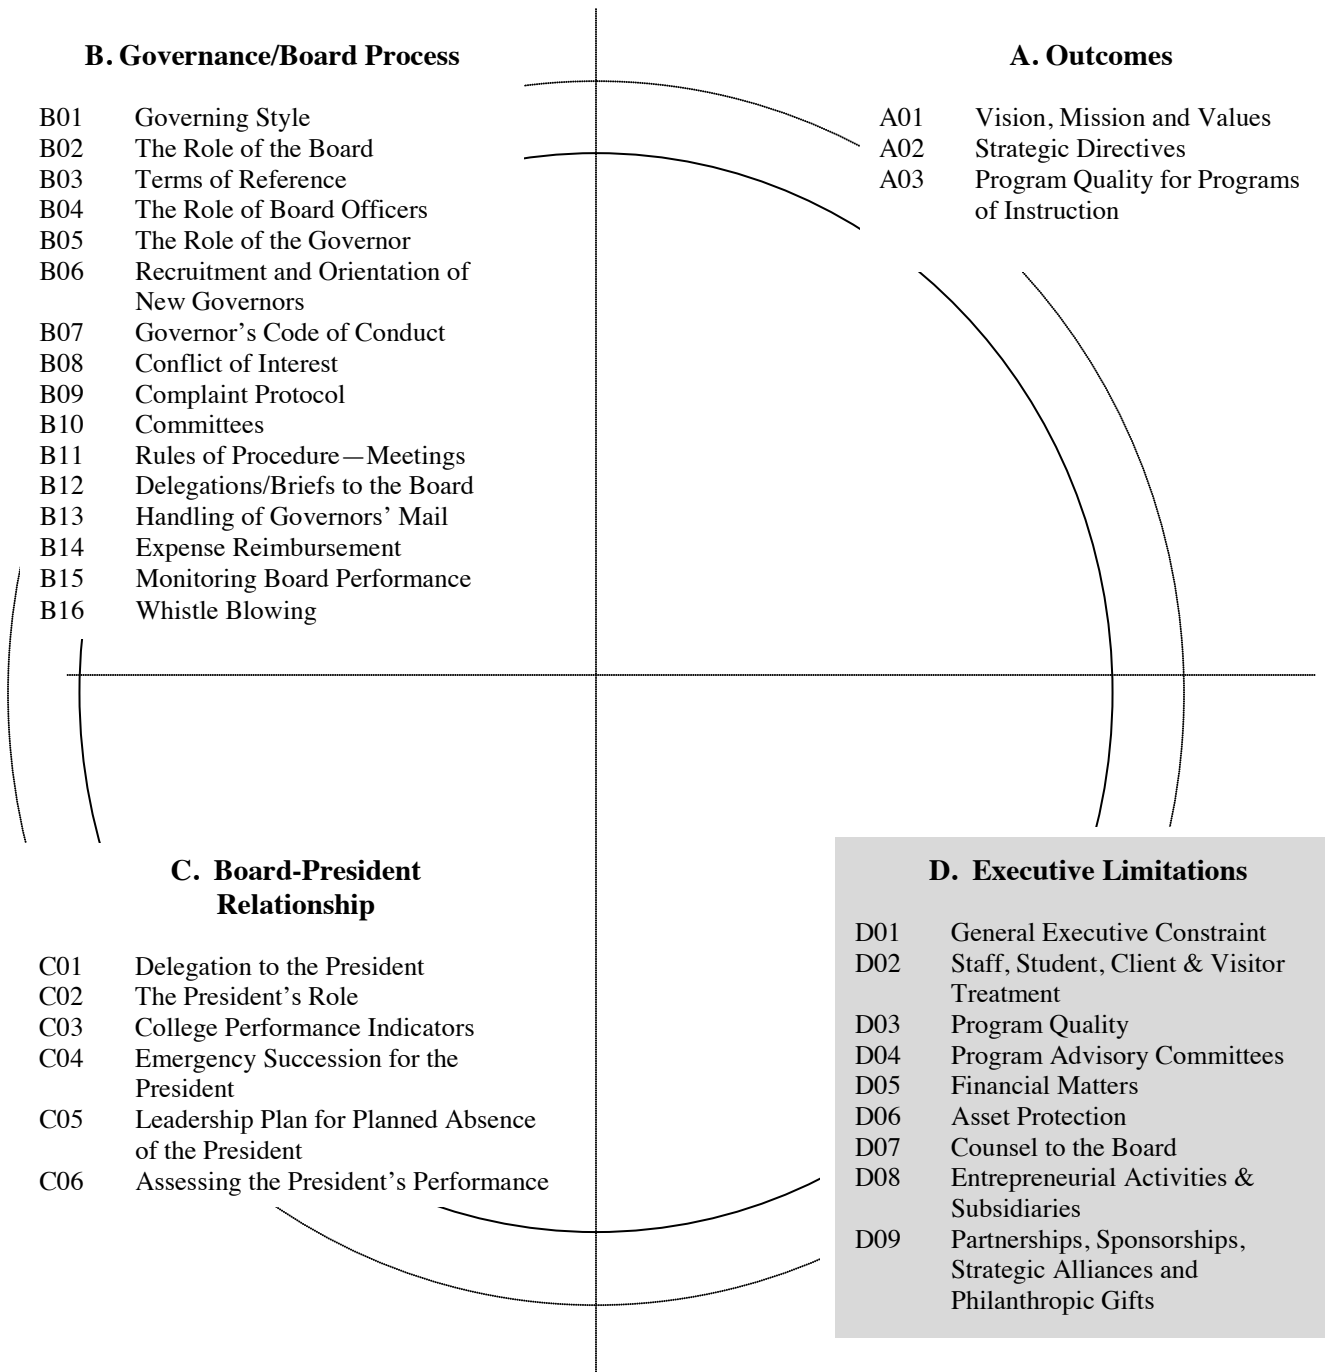 B. Governance/Board Process
B01 Governing Style
B02 The Role of the Board
B03 Terms of Reference
B04 The Role of Board Officers
B05 The Role of the Governor
B06 Recruitment and Orientation of
New Governors
B07 Governor’s Code of Conduct
B08 Conflict of Interest
B09 Complaint Protocol
B10 Committees
B11 Rules of Procedure—Meetings
B12 Delegations/Briefs to the Board
B13 Handling of Governors’ Mail
B14 Expense Reimbursement
B15 Monitoring Board Performance
B16 Whistle Blowing
A. Outcomes
A01 Vision, Mission and Values
A02 Strategic Directives
A03 Program Quality for Programs
of Instruction
C. Board-President
Relationship
C01 Delegation to the President
C02 The President’s Role
C03 College Performance Indicators
C04 Emergency Succession for the
President
C05 Leadership Plan for Planned Absence
of the President
C06 Assessing the President’s Performance
D. Executive Limitations
D01 General Executive Constraint
D02 Staff, Student, Client & Visitor
Treatment
D03 Program Quality
D04 Program Advisory Committees
D05 Financial Matters
D06 Asset Protection
D07 Counsel to the Board
D08 Entrepreneurial Activities &
Subsidiaries
D09 Partnerships, Sponsorships,
Strategic Alliances and
Philanthropic Gifts